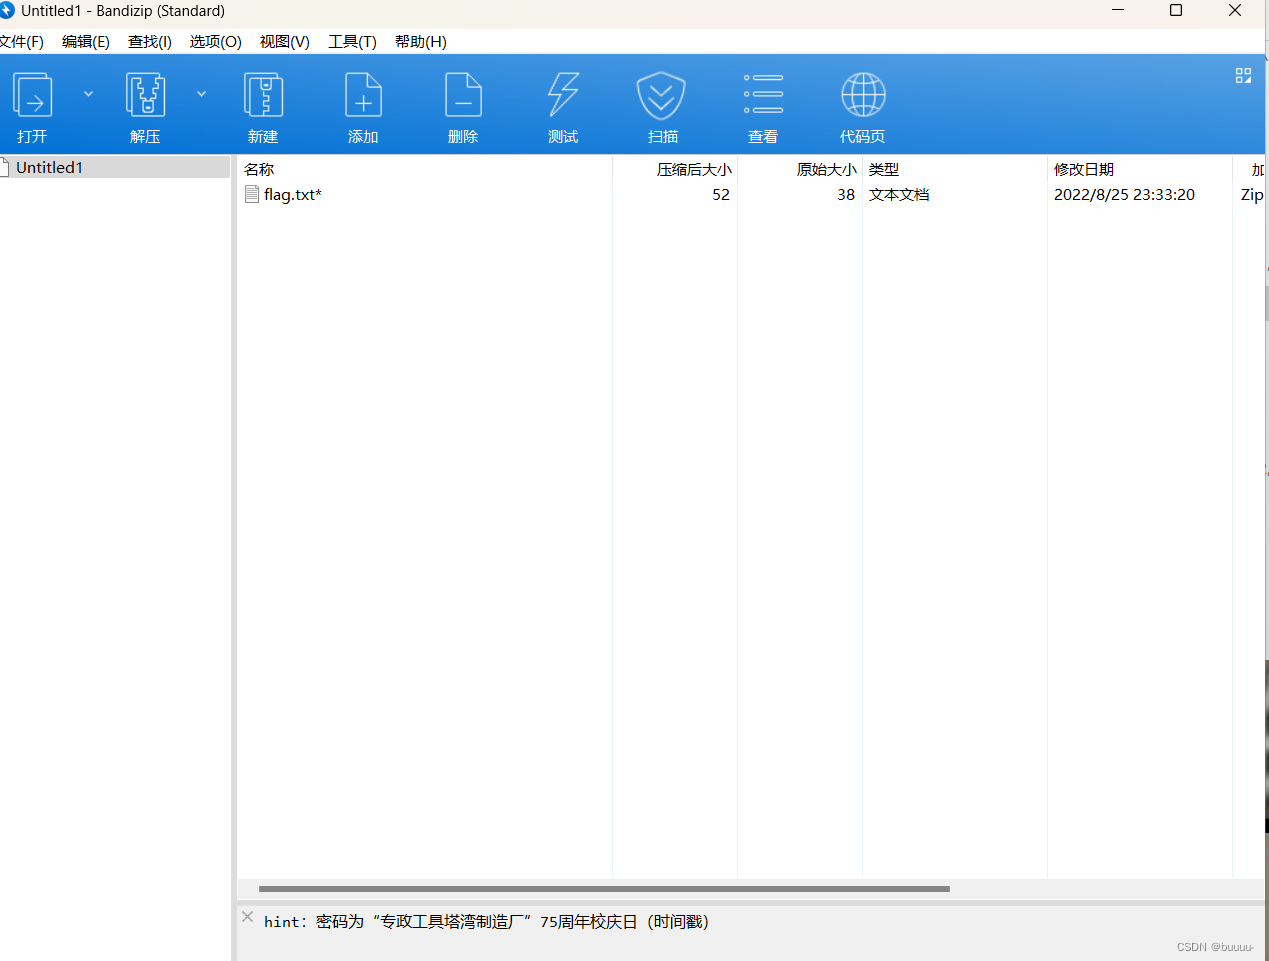 Untitled1 - Bandizip (Standard)
文件(F) 编辑(E) 查找(I) 选项(O) 视图(V) 工具(T) 帮助(H)
打开 解压 新建 添加 删除 测试 扫描 查看 代码页
Untitled1
名称 压缩后大小 原始大小 类型 修改日期 加
flag.txt* 52 38 文本文档 2022/8/25 23:33:20 Zip
hint: 密码为“专政工具塔湾制造厂”75周年校庆日（时间戳）
CSDN @buuuu-